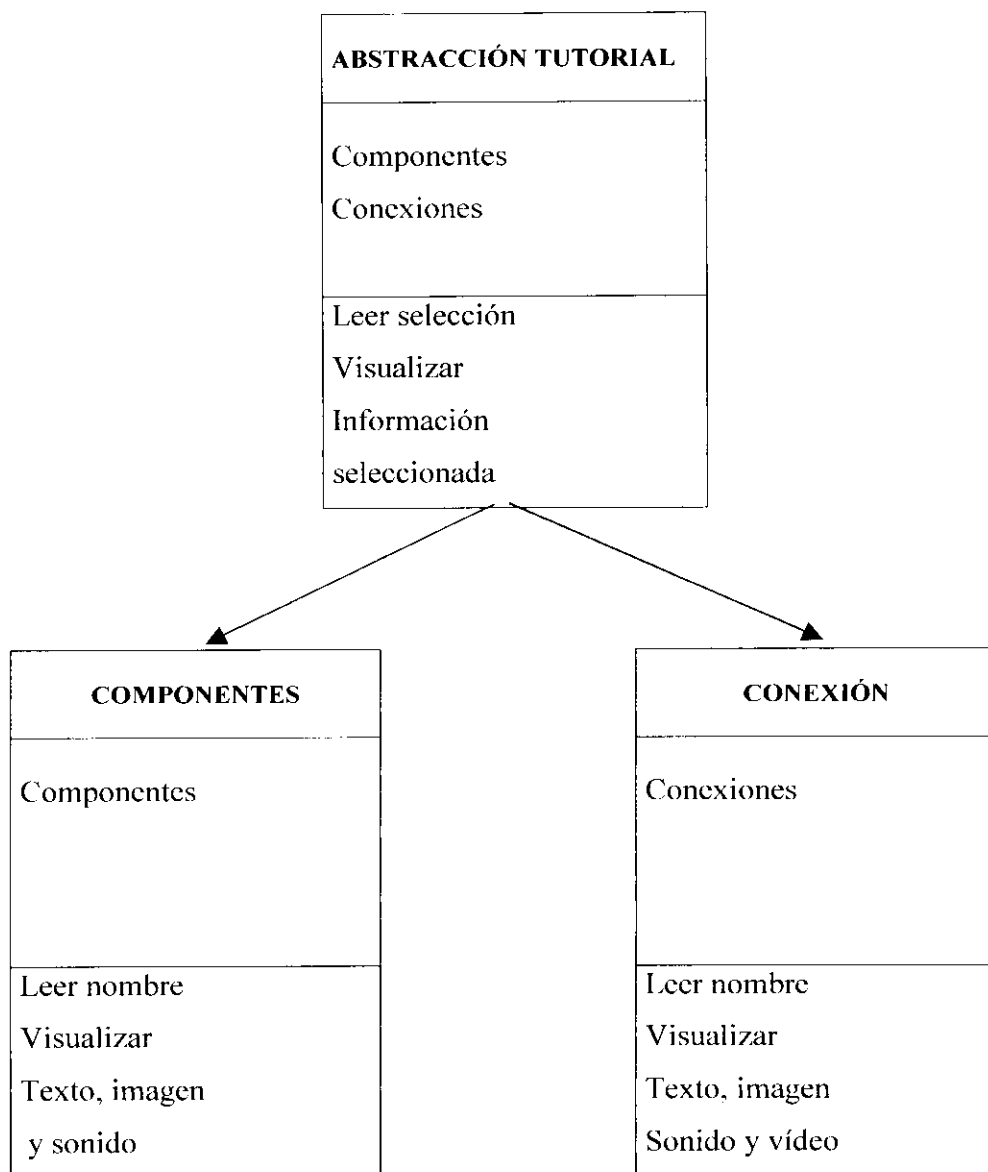 ABSTRACCIÓN TUTORIAL
Componentes
Conexiones
Leer selección
Visualizar
Información
seleccionada
COMPONENTES
Componentes
Leer nombre
Visualizar
Texto, imagen
y sonido
CONEXIÓN
Conexiones
Leer nombre
Visualizar
Texto, imagen
Sonido y vídeo